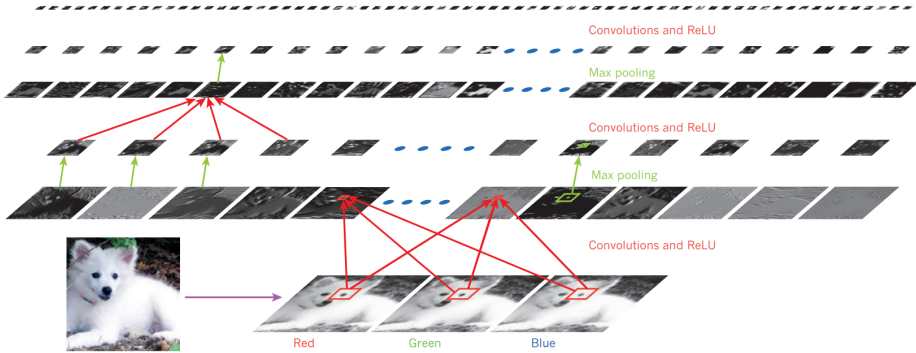 Convolutions and ReLU
Max pooling
Convolutions and ReLU
Max pooling
Convolutions and ReLU
Red
Green
Blue